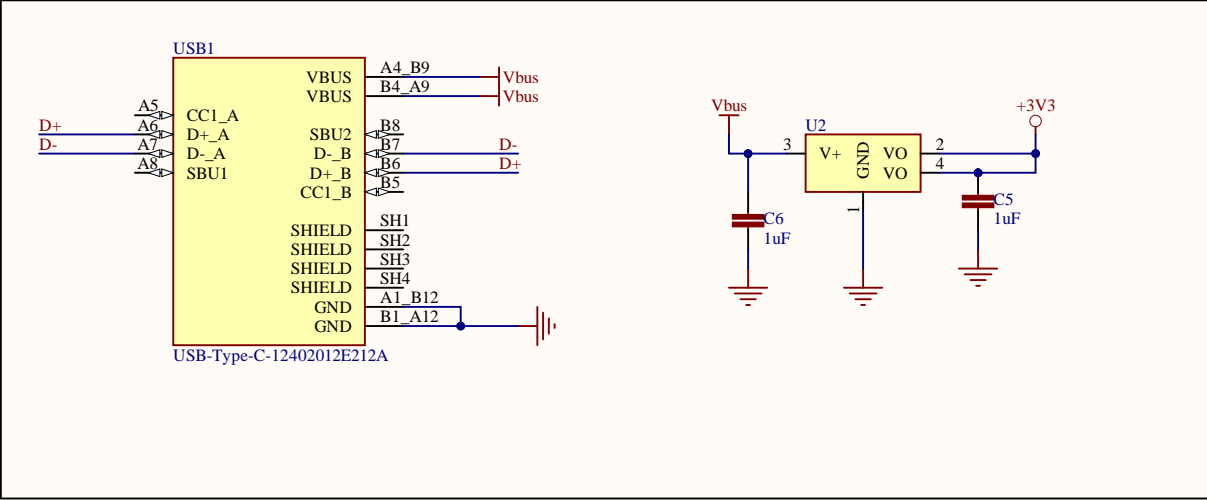 USB1
VBUS A4_B9 Vbus
VBUS B4_A9 Vbus
A5 CC1_A
D+ A6 D+_A SBU2 B8
D- A7 D-_A D-_B B7 D-
A8 SBU1 D+_B B6 D+
CC1_B B5
SHIELD SH1
SHIELD SH2
SHIELD SH3
SHIELD SH4
GND A1_B12
GND B1_A12
USB-Type-C-12402012E212A
Vbus +3V3
U2
3 V+ GND VO 2
VO 4
1
C6
1uF
C5
1uF